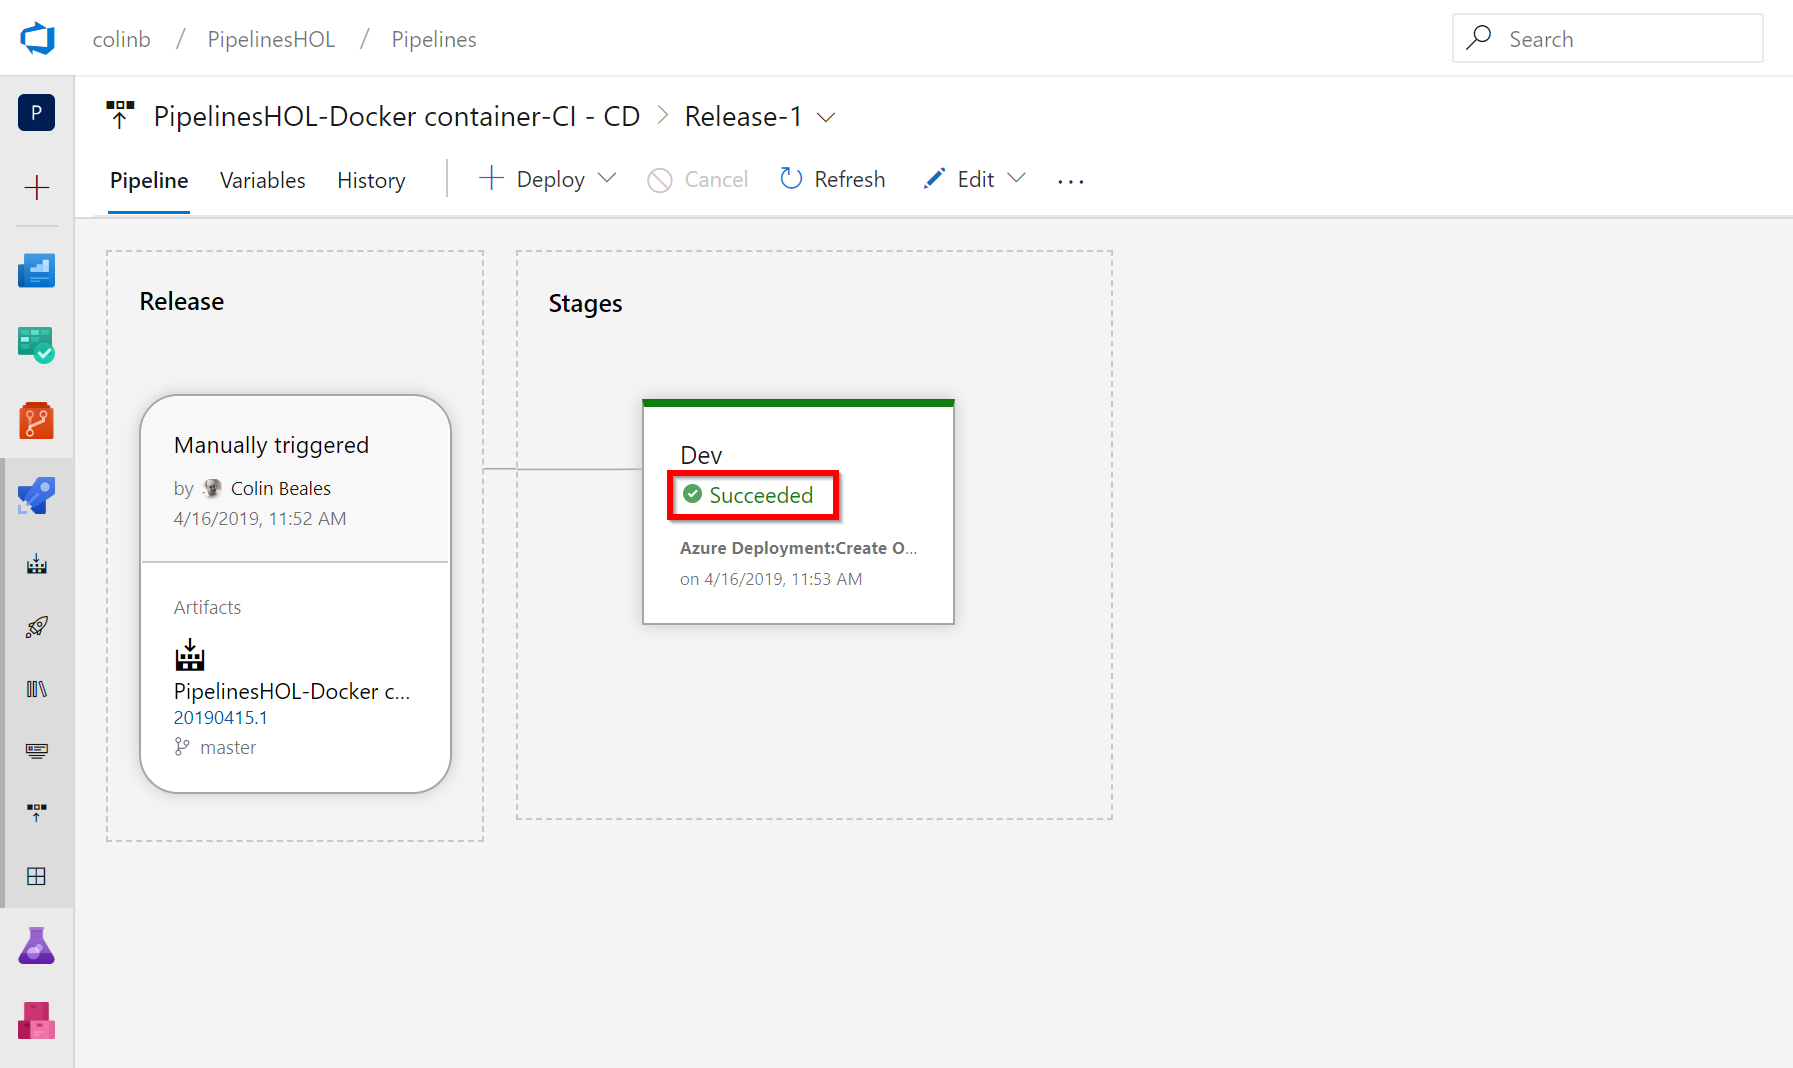 colinb / PipelinesHOL / Pipelines
Search
P
PipelinesHOL-Docker container-CI - CD > Release-1
Pipeline Variables History Deploy Cancel Refresh Edit ...
Release
Stages
Manually triggered
by Colin Beales
4/16/2019, 11:52 AM
Artifacts
PipelinesHOL-Docker c...
20190415.1
master
Dev
Succeeded
Azure Deployment:Create O...
on 4/16/2019, 11:53 AM